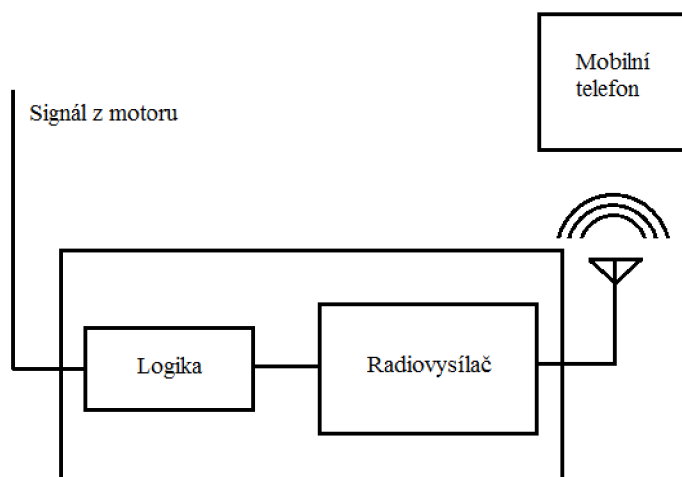 Mobilní
telefon
Signál z motoru
Logika
Radiovysílač